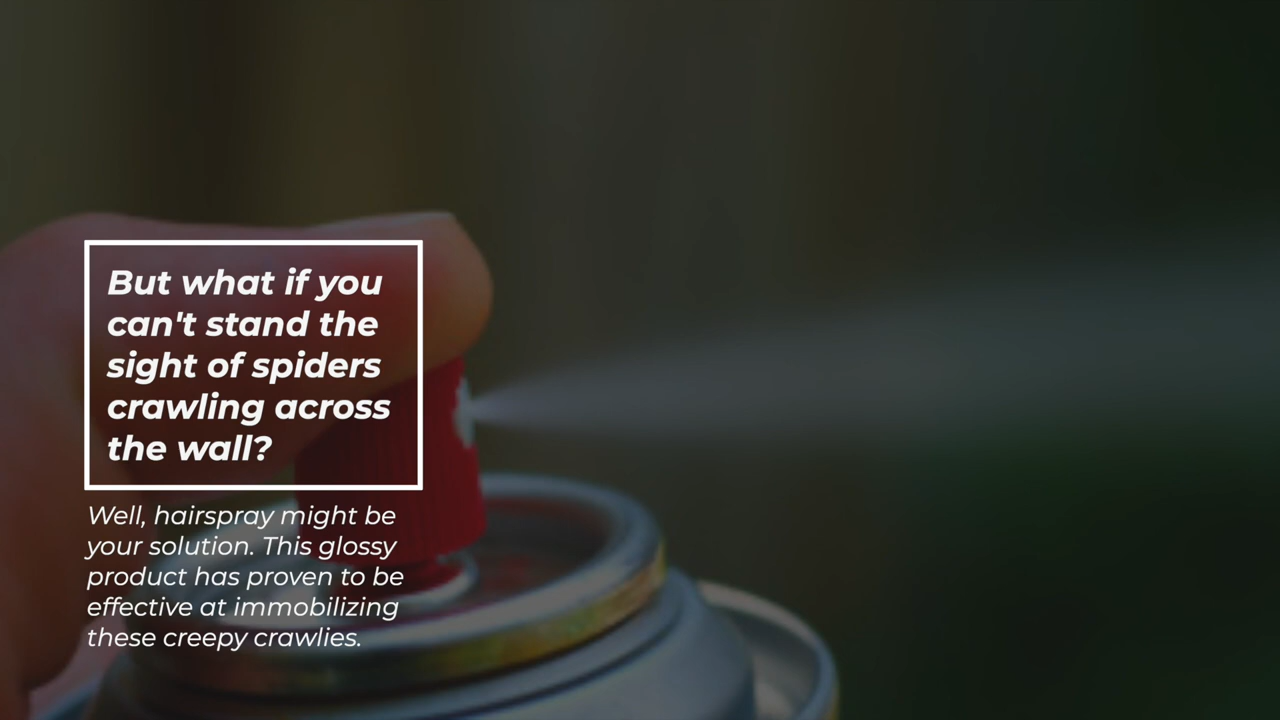 But what if you
can't stand the
sight of spiders
crawling across
the wall?
Well, hairspray might be
your solution. This glossy
product has proven to be
effective at immobilizing
these creepy crawlies.